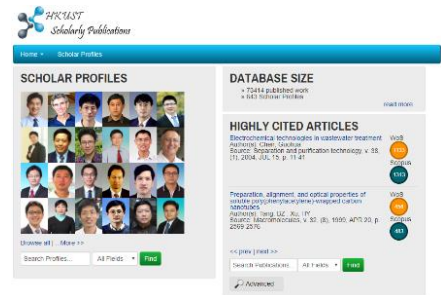 HKUST
Scholarly Publications
Home
Scholar Profiles
SCHOLAR PROFILES
Browse all | ...More >>
Search Profiles...
All Fields
Find
DATABASE SIZE
» 73414 published work
» 643 Scholar Profiles
read more
HIGHLY CITED ARTICLES
Electrochemical technologies in wastewater treatment
Author(s): Chen, Guohua
Source: Separation and purification technology, v. 38,
(1), 2004, JUL 15, p. 11-41
WoS
Scopus
Preparation, alignment, and optical properties of
soluble poly(phenylacetylene)-wrapped carbon
nanotubes
Author(s): Tang, BZ; Xu, HY
Source: Macromolecules, v. 32, (8), 1999, APR 20, p.
2569-2576
WoS
Scopus
<< prev | next >>
Search Publications
All Fields
Find
Advanced